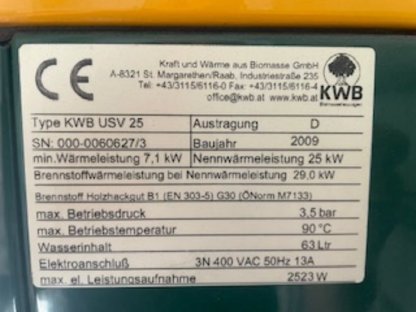 CE
Kraft und Wärme aus Biomasse GmbH
A-8321 St. Margarethen/Raab, Industriestraße 235
Tel: +43/3115/6116-0 Fax: +43/3115/6116-4
office@kwb.at www.kwb.at
KWB
Type KWB USV 25 Austragung D
SN: 000-0060627/3 Baujahr 2009
min.Wärmeleistung 7,1 kW Nennwärmeleistung 25 kW
Brennstoffwärmeleistung bei Nennwärmeleistung 29,0 kW
Brennstoff Holzhackgut B1 (EN 303-5) G30 (ÖNorm M7133)
max. Betriebsdruck 3,5 bar
max. Betriebstemperatur 90 °C
Wasserinhalt 63 Ltr
Elektroanschluß 3N 400 VAC 50Hz 13A
max. el. Leistungsaufnahme 2523 W